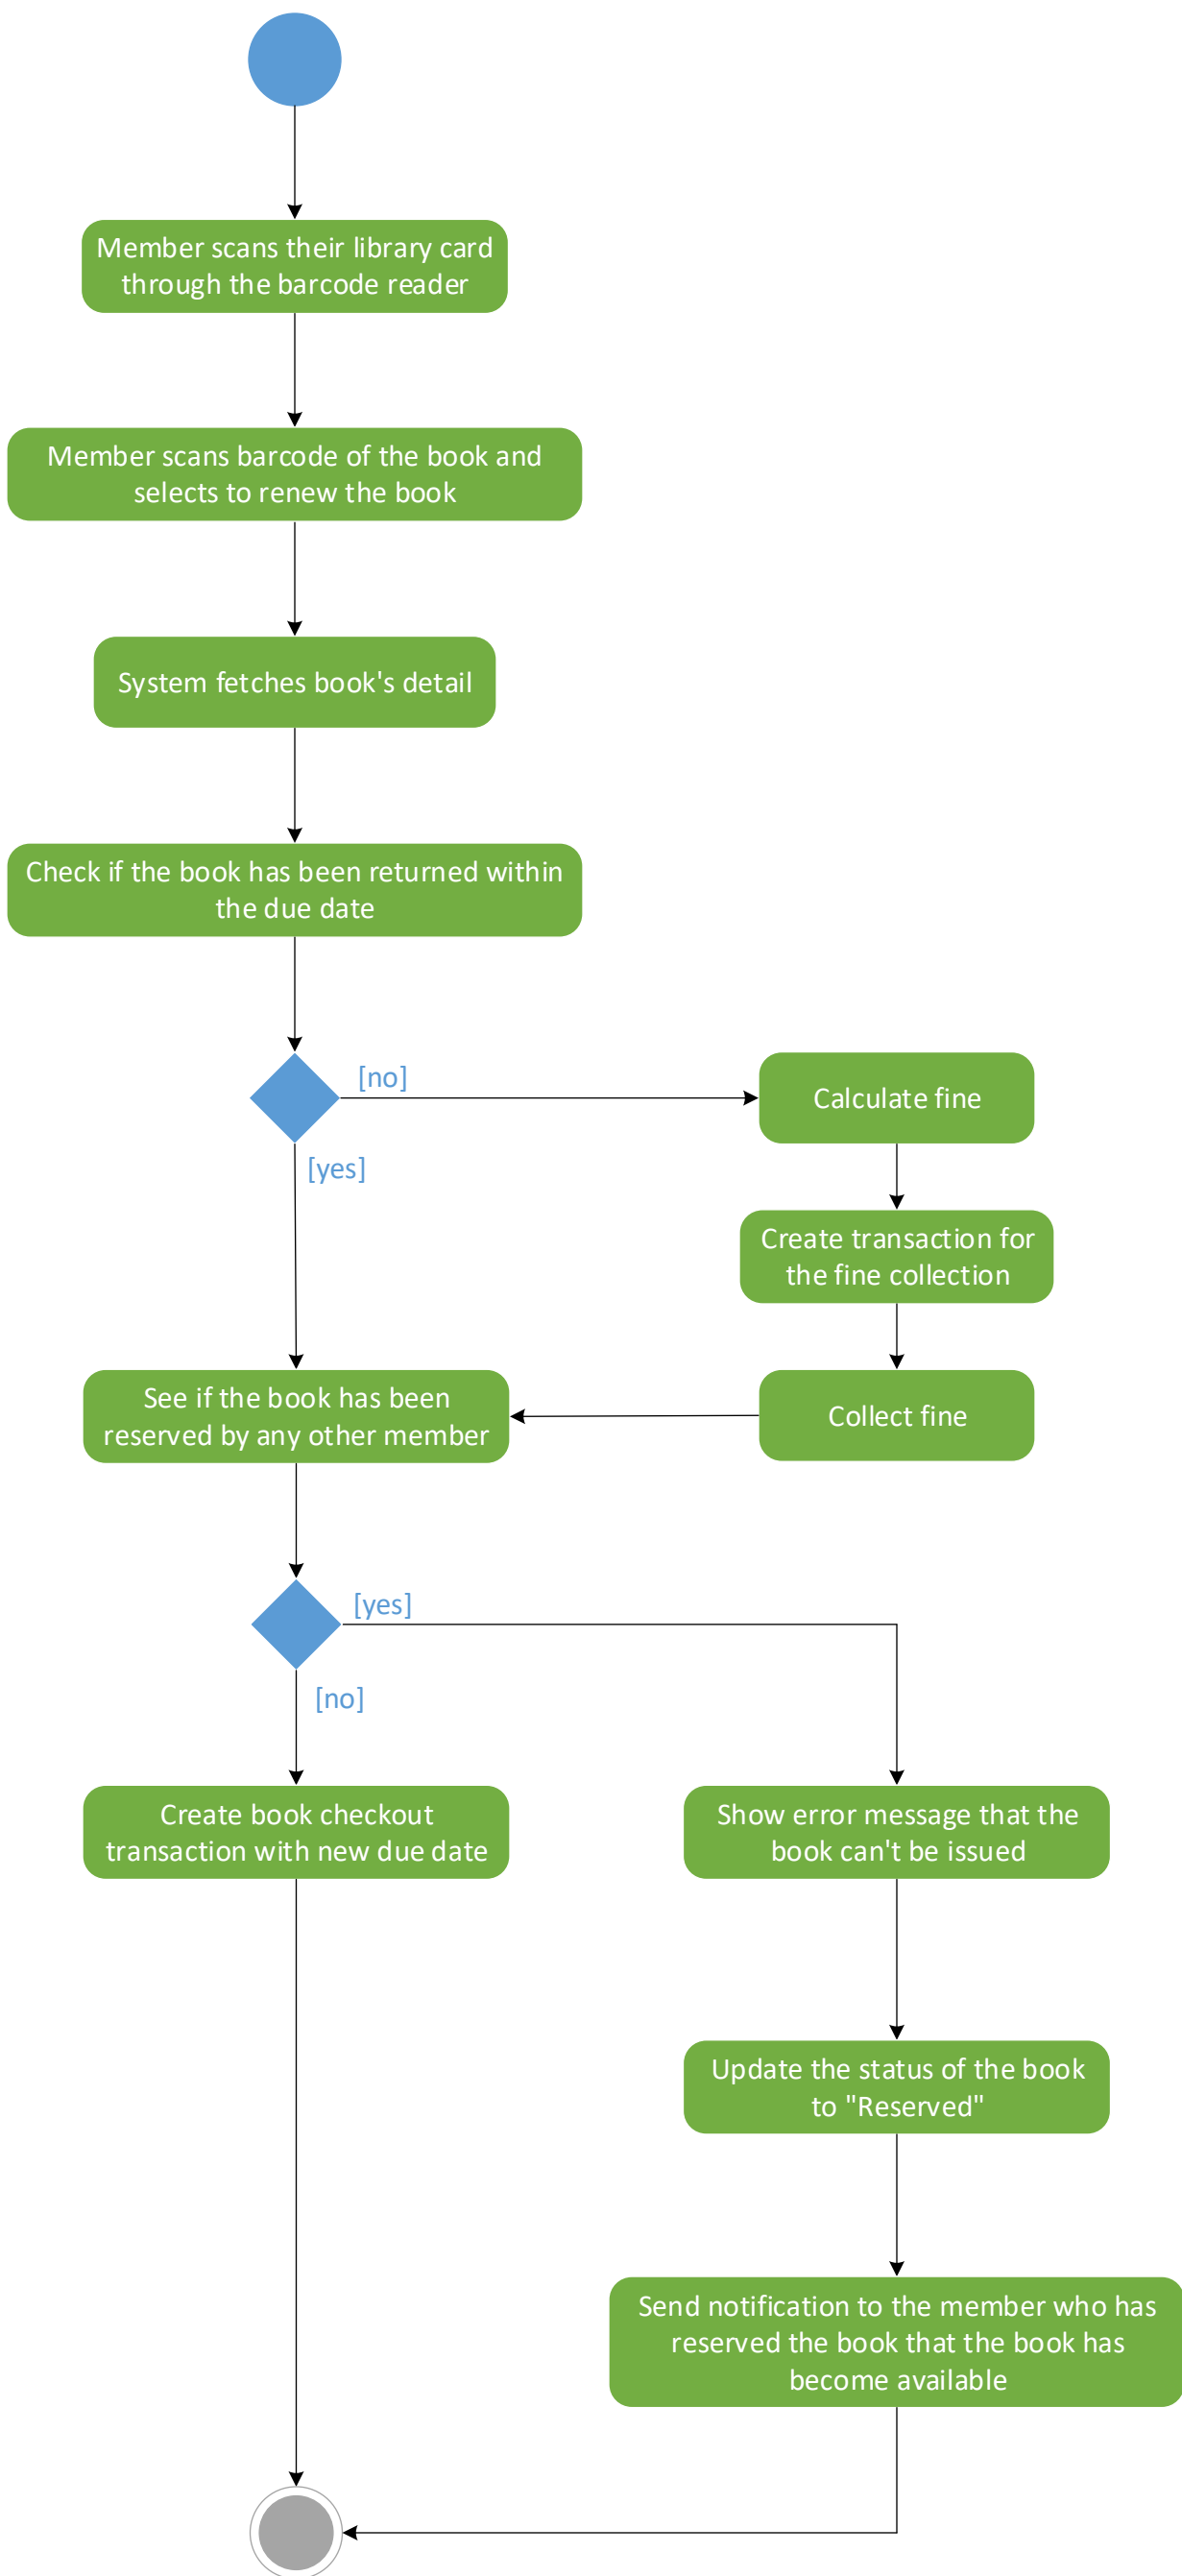 Member scans their library card
through the barcode reader
Member scans barcode of the book and
selects to renew the book
System fetches book's detail
Check if the book has been returned within
the due date
[no]
Calculate fine
[yes]
Create transaction for
the fine collection
See if the book has been
reserved by any other member
Collect fine
[yes]
[no]
Create book checkout
transaction with new due date
Show error message that the
book can't be issued
Update the status of the book
to "Reserved"
Send notification to the member who has
reserved the book that the book has
become available